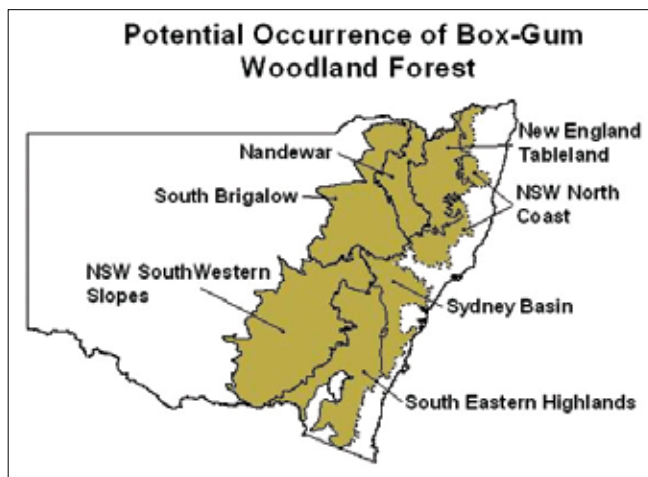 Potential Occurrence of Box-Gum
Woodland Forest
New England
Tableland
Nandewar
South Brigalow
NSW North
Coast
NSW SouthWestern
Slopes
Sydney Basin
South Eastern Highlands